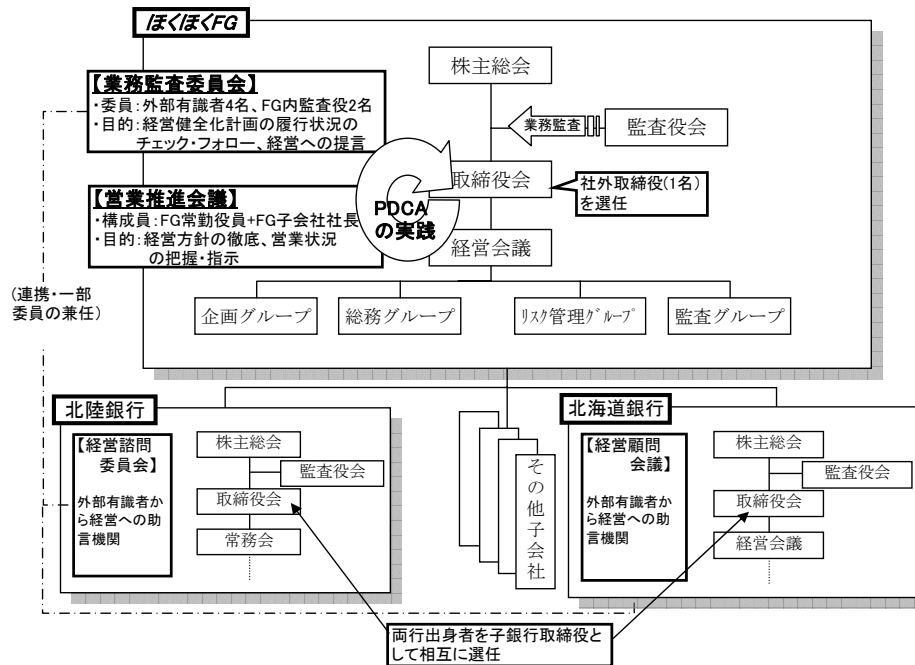 ほくほくFG
株主総会
【業務監査委員会】
・委員:外部有識者4名、FG内監査役2名
・目的:経営健全化計画の履行状況の
チェック・フォロー、経営への提言
業務監査
監査役会
取締役会
社外取締役(1名)
を選任
【営業推進会議】
・構成員:FG常勤役員+FG子会社社長
・目的:経営方針の徹底、営業状況
の把握・指示
PDCA
の実践
経営会議
(連携・一部
委員の兼任)
企画グループ
総務グループ
リスク管理グループ
監査グループ
北陸銀行
【経営諮問
委員会】
外部有識者か
ら経営への助
言機関
株主総会
監査役会
取締役会
常務会
その他子会社
北海道銀行
【経営顧問
会議】
外部有識者か
ら経営への助
言機関
株主総会
監査役会
取締役会
経営会議
両行出身者を子銀行取締役と
して相互に選任